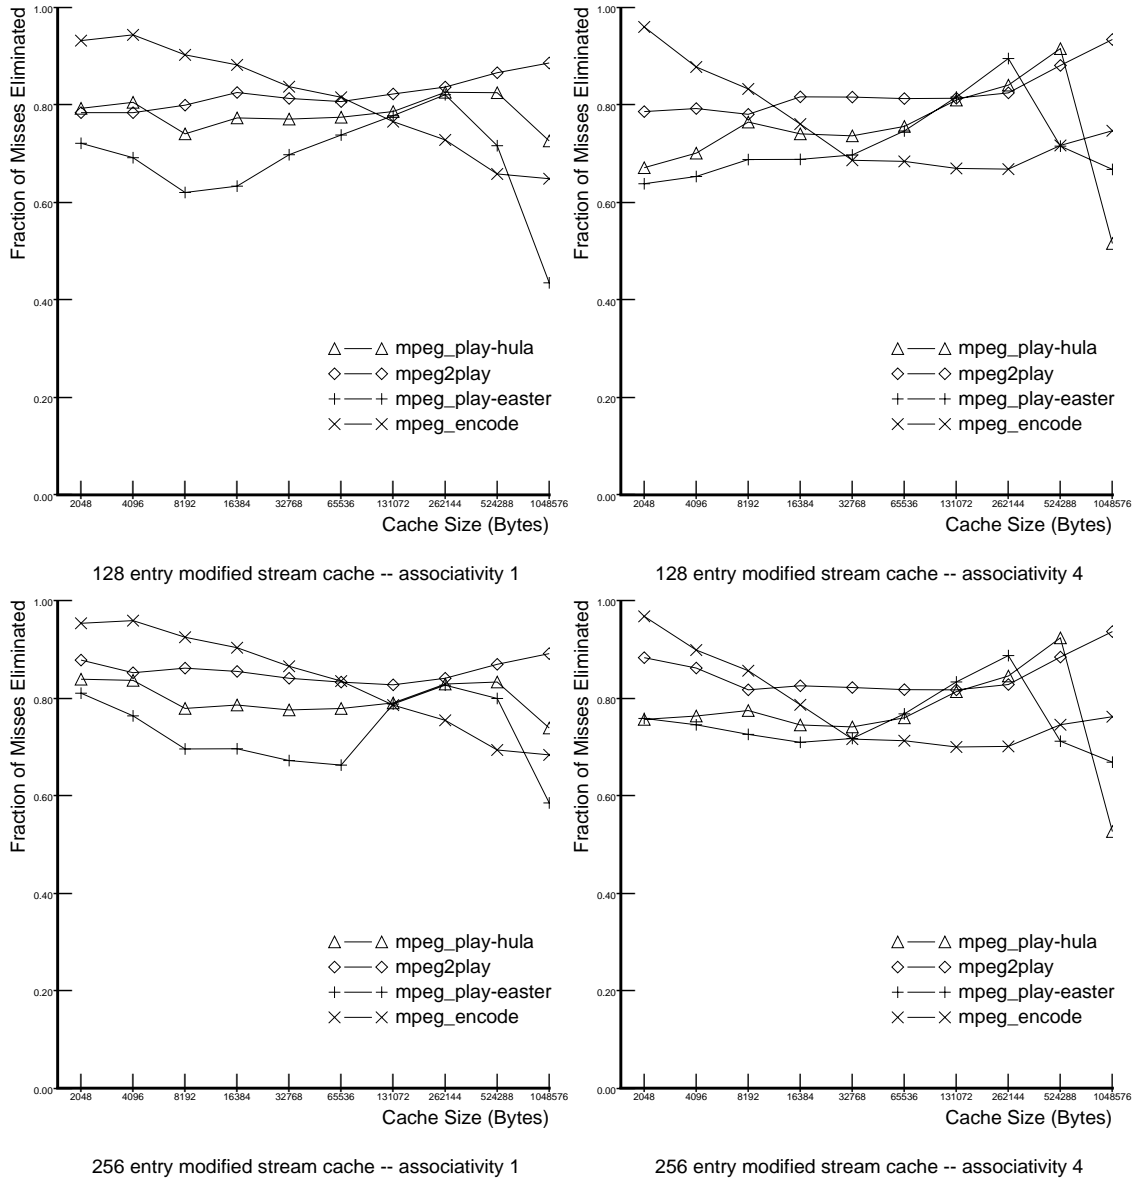 1.00
0.80
0.60
0.40
0.20
0.00
Fraction of Misses Eliminated
mpeg_play-hula
mpeg2play
mpeg_play-easter
mpeg_encode
2048 4096 8192 16384 32768 65536 131072 262144 524288 1048576
Cache Size (Bytes)
128 entry modified stream cache -- associativity 1
1.00
0.80
0.60
0.40
0.20
0.00
Fraction of Misses Eliminated
mpeg_play-hula
mpeg2play
mpeg_play-easter
mpeg_encode
2048 4096 8192 16384 32768 65536 131072 262144 524288 1048576
Cache Size (Bytes)
128 entry modified stream cache -- associativity 4
1.00
0.80
0.60
0.40
0.20
0.00
Fraction of Misses Eliminated
mpeg_play-hula
mpeg2play
mpeg_play-easter
mpeg_encode
2048 4096 8192 16384 32768 65536 131072 262144 524288 1048576
Cache Size (Bytes)
256 entry modified stream cache -- associativity 1
1.00
0.80
0.60
0.40
0.20
0.00
Fraction of Misses Eliminated
mpeg_play-hula
mpeg2play
mpeg_play-easter
mpeg_encode
2048 4096 8192 16384 32768 65536 131072 262144 524288 1048576
Cache Size (Bytes)
256 entry modified stream cache -- associativity 4